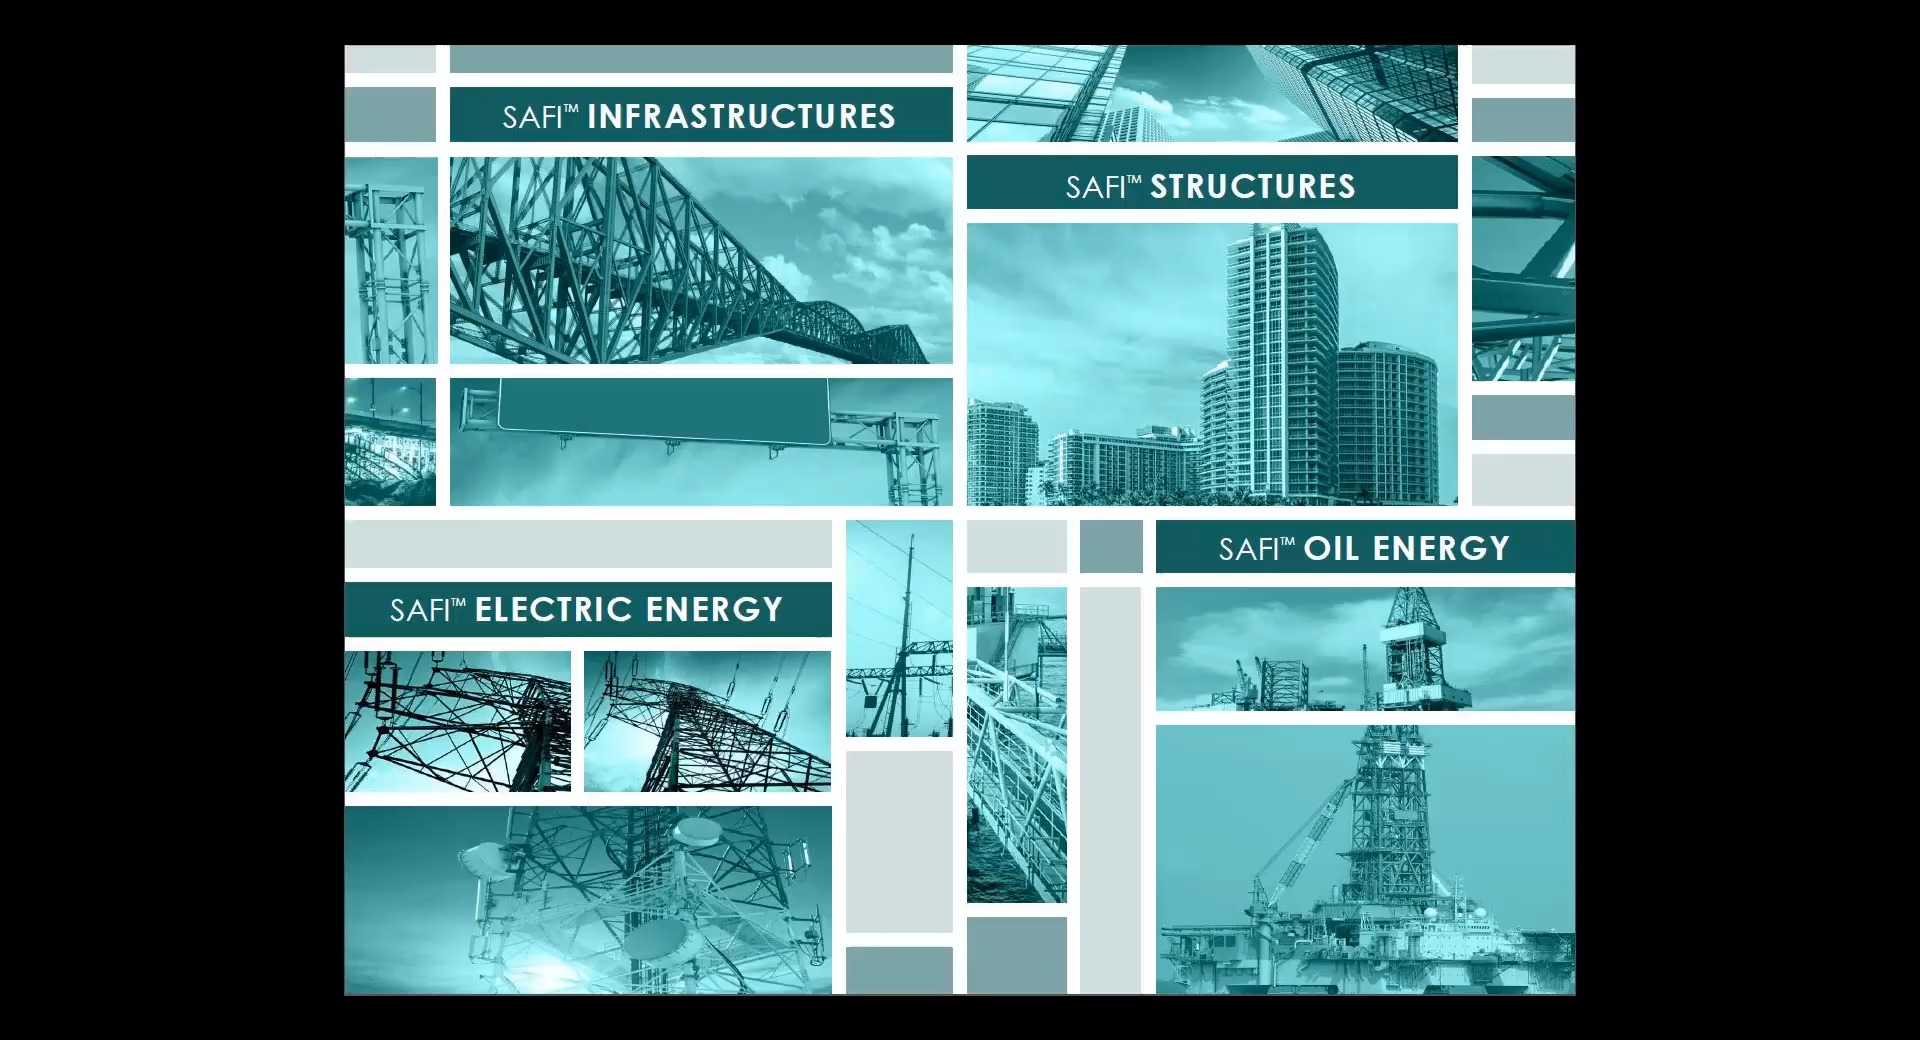 SAFI™ INFRASTRUCTURES
SAFI™ STRUCTURES
SAFI™ OIL ENERGY
SAFI™ ELECTRIC ENERGY